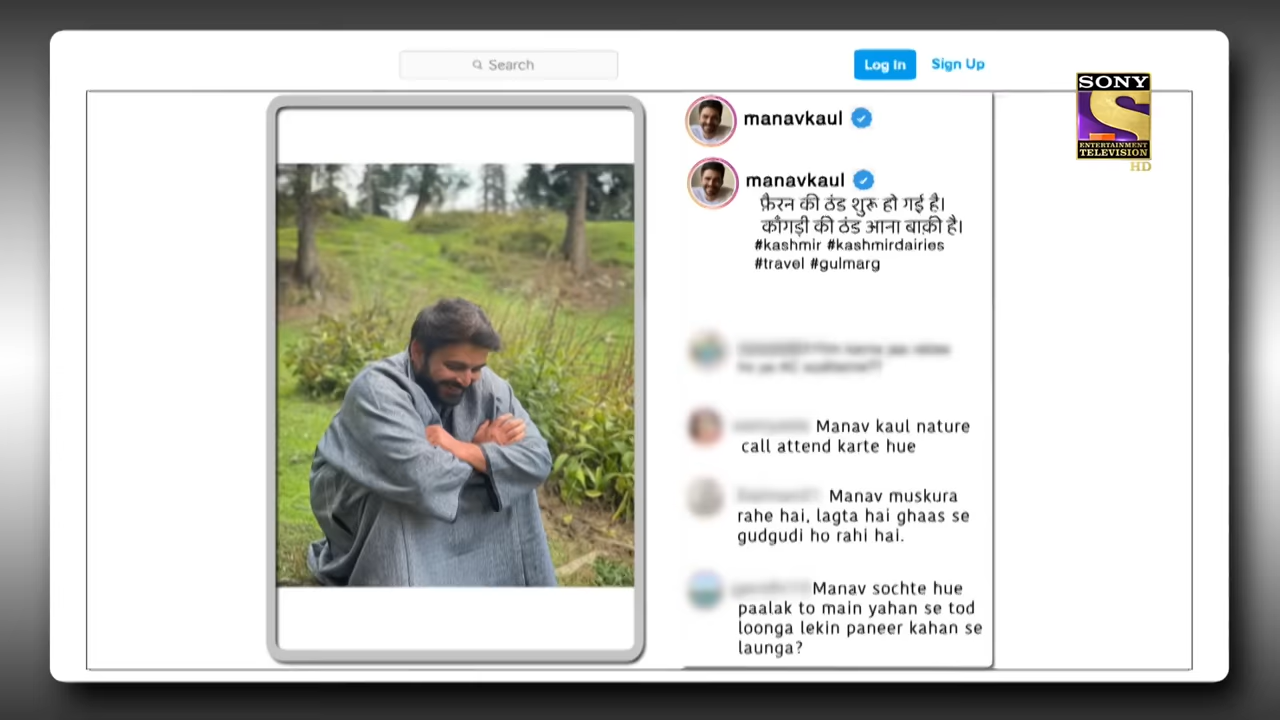 Search
Log In
Sign Up
SONY
ENTERTAINMENT
TELEVISION
HD
manavkaul
manavkaul
फ़ैरन की ठंड शुरू हो गई है।
काँगड़ी की ठंड आना बाक़ी है।
#kashmir #kashmirdairies
#travel #gulmarg
Manav kaul nature
call attend karte hue
Manav muskura
rahe hai, lagta hai ghaas se
gudgudi ho rahi hai.
Manav sochte hue
paalak to main yahan se tod
loonga lekin paneer kahan se
launga?